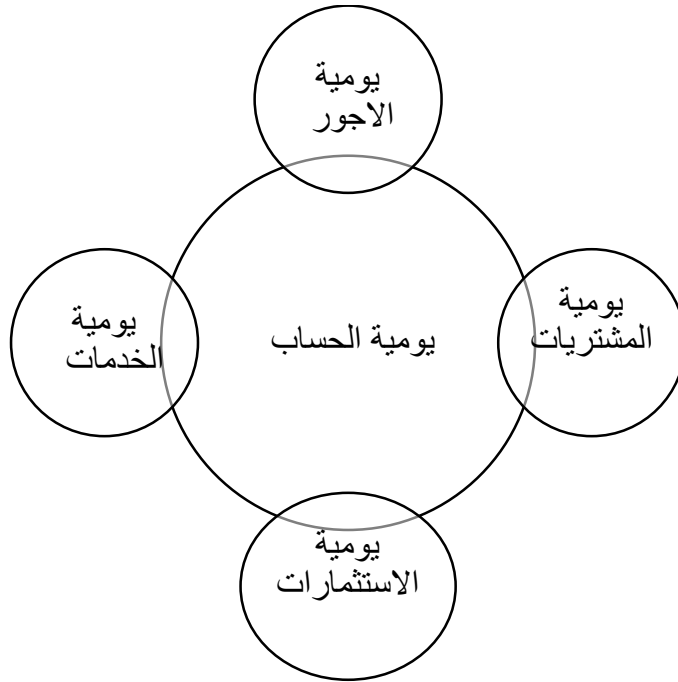 يومية
الاجور
يومية
المشتريات
يومية الحساب
يومية
الخدمات
يومية
الاستثمارات